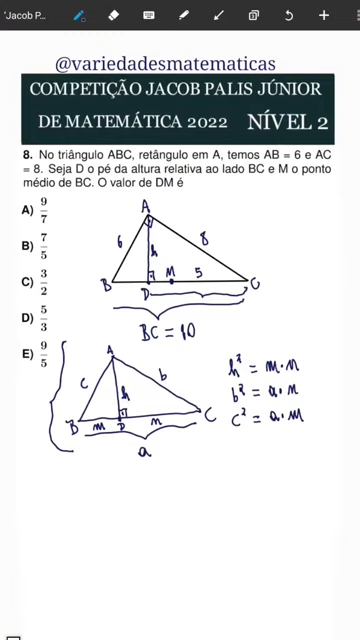 'Jacob P...
@variedadesmatematicas
COMPETIÇÃO JACOB PALIS JÚNIOR
DE MATEMÁTICA 2022 NÍVEL 2
8. No triângulo ABC, retângulo em A, temos AB = 6 e AC
= 8. Seja D o pé da altura relativa ao lado BC e M o ponto
médio de BC. O valor de DM é
A) 9/7
B) 7/5
C) 3/2
D) 5/3
E) 9/5
A
6
8
h
M
5
B
D
C
BC = 10
A
c
b
h
B
m
D
n
C
a
h² = m · n
b² = a · n
c² = a · m